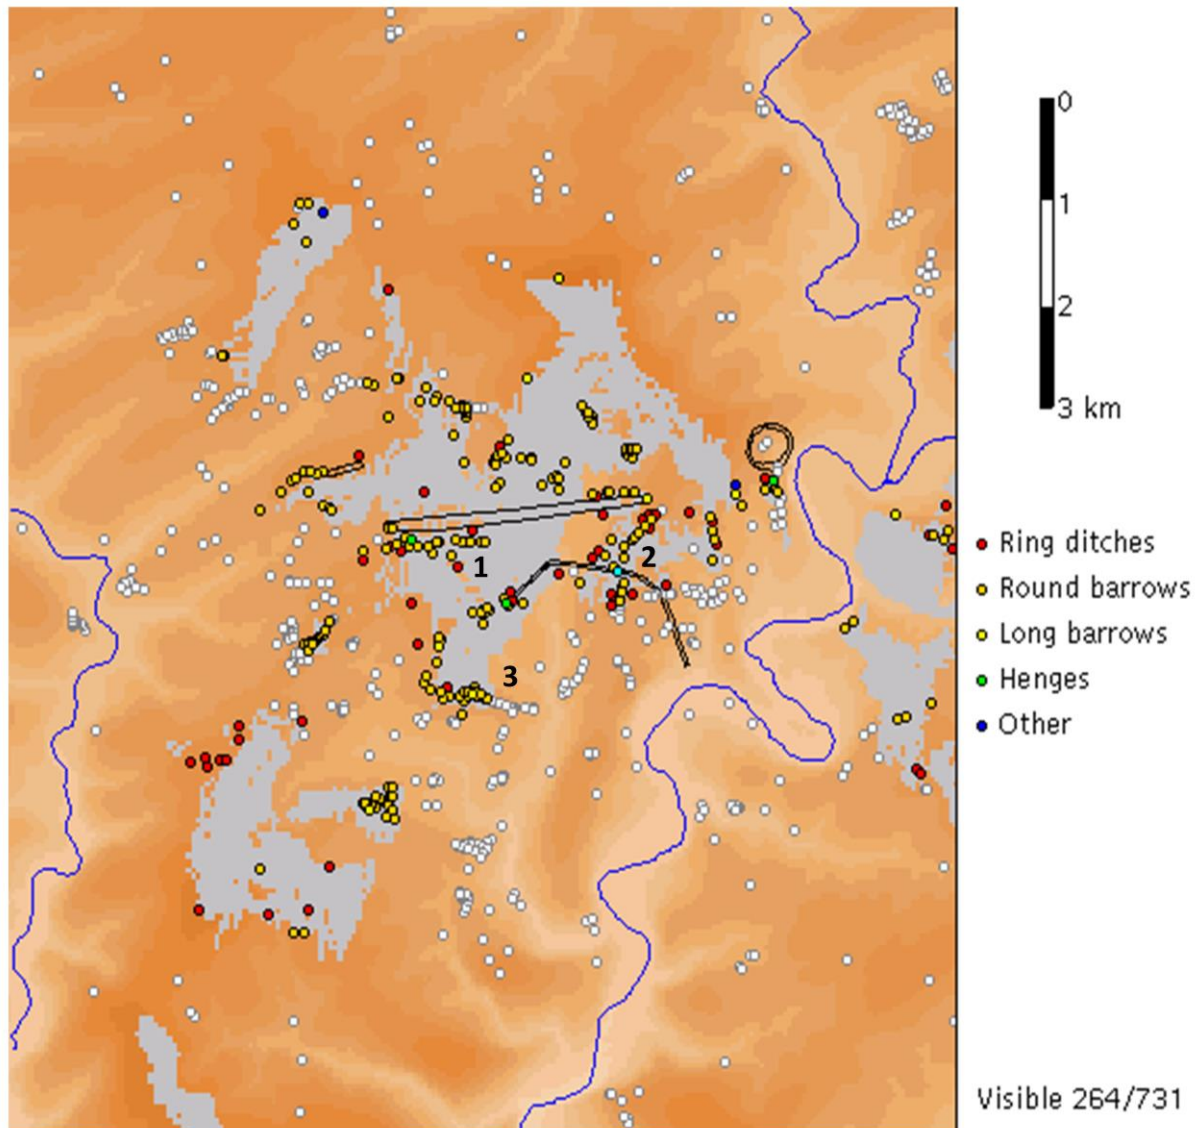 0
1
2
3 km
1
2
3
Ring ditches
Round barrows
Long barrows
Henges
Other
Visible 264/731